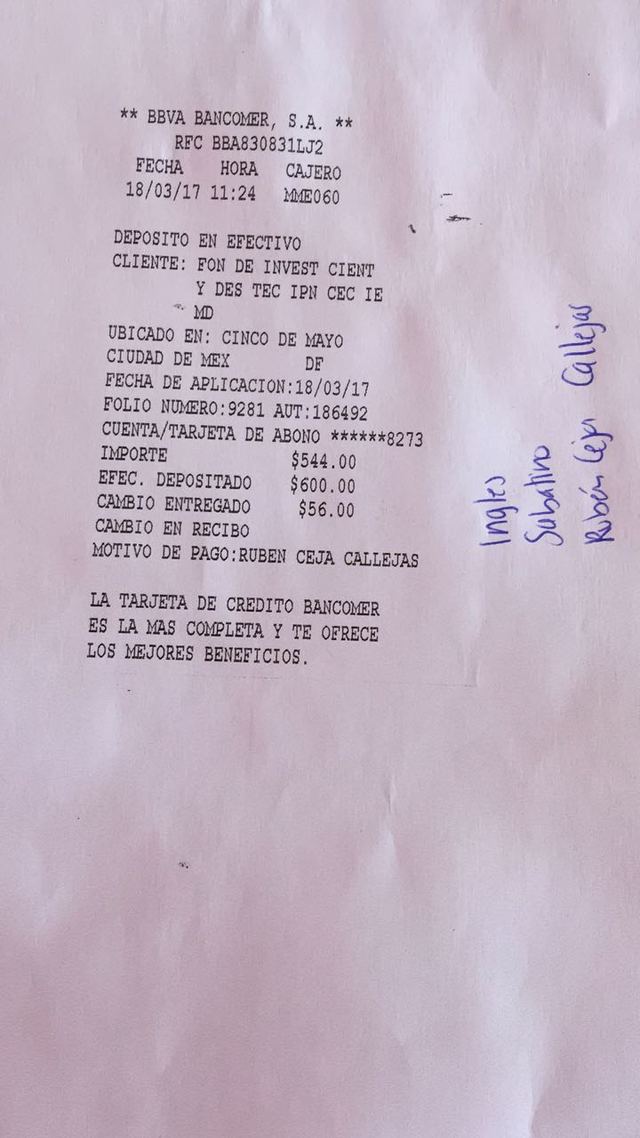 ** BBVA BANCOMER, S.A. **
RFC BBA830831LJ2
FECHA HORA CAJERO
18/03/17 11:24 MME060
DEPOSITO EN EFECTIVO
CLIENTE: FON DE INVEST CIENT
Y DES TEC IPN CEC IE
MD
UBICADO EN: CINCO DE MAYO
CIUDAD DE MEX DF
FECHA DE APLICACION:18/03/17
FOLIO NUMERO:9281 AUT:186492
CUENTA/TARJETA DE ABONO ******8273
IMPORTE $544.00
EFEC. DEPOSITADO $600.00
CAMBIO ENTREGADO $56.00
CAMBIO EN RECIBO
MOTIVO DE PAGO:RUBEN CEJA CALLEJAS
LA TARJETA DE CREDITO BANCOMER
ES LA MAS COMPLETA Y TE OFRECE
LOS MEJORES BENEFICIOS.
Ingles
Sabatino
Rubén Ceja Callejas